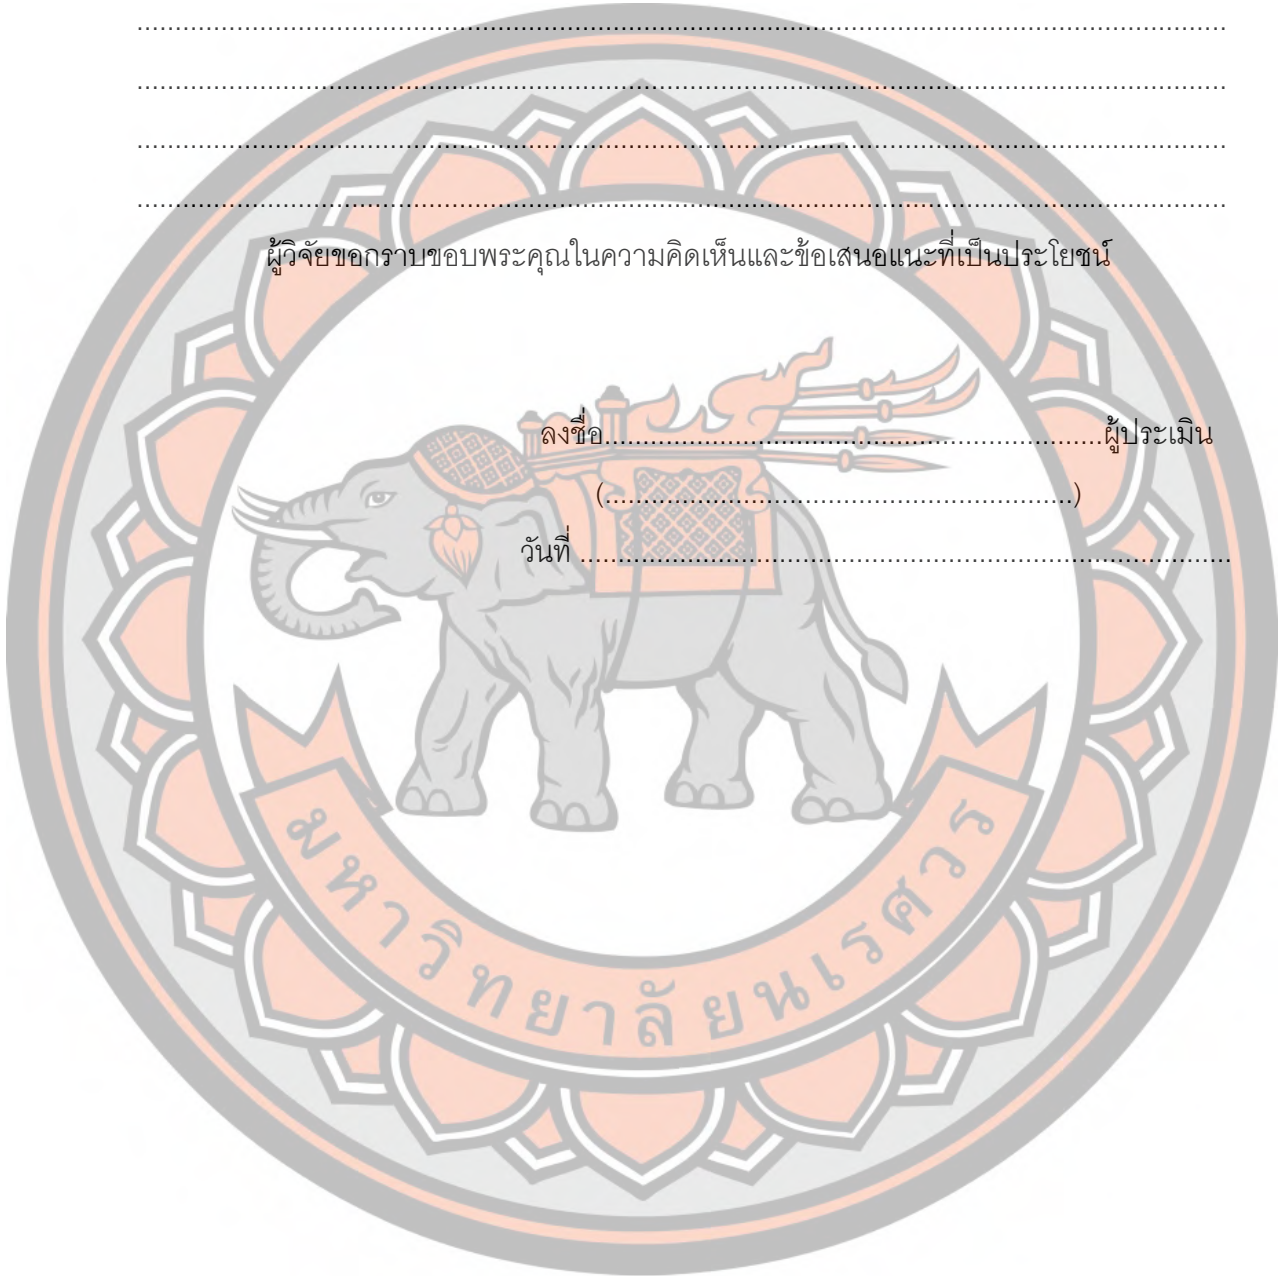 ........................................................................................................................................
........................................................................................................................................
........................................................................................................................................
........................................................................................................................................
ผู้วิจัยขอกราบขอบพระคุณในความคิดเห็นและข้อเสนอแนะที่เป็นประโยชน์
ลงชื่อ..............................................................ผู้ประเมิน
(..............................................................)
วันที่ ....................................................................................
มหาวิทยาลัยนเรศวร